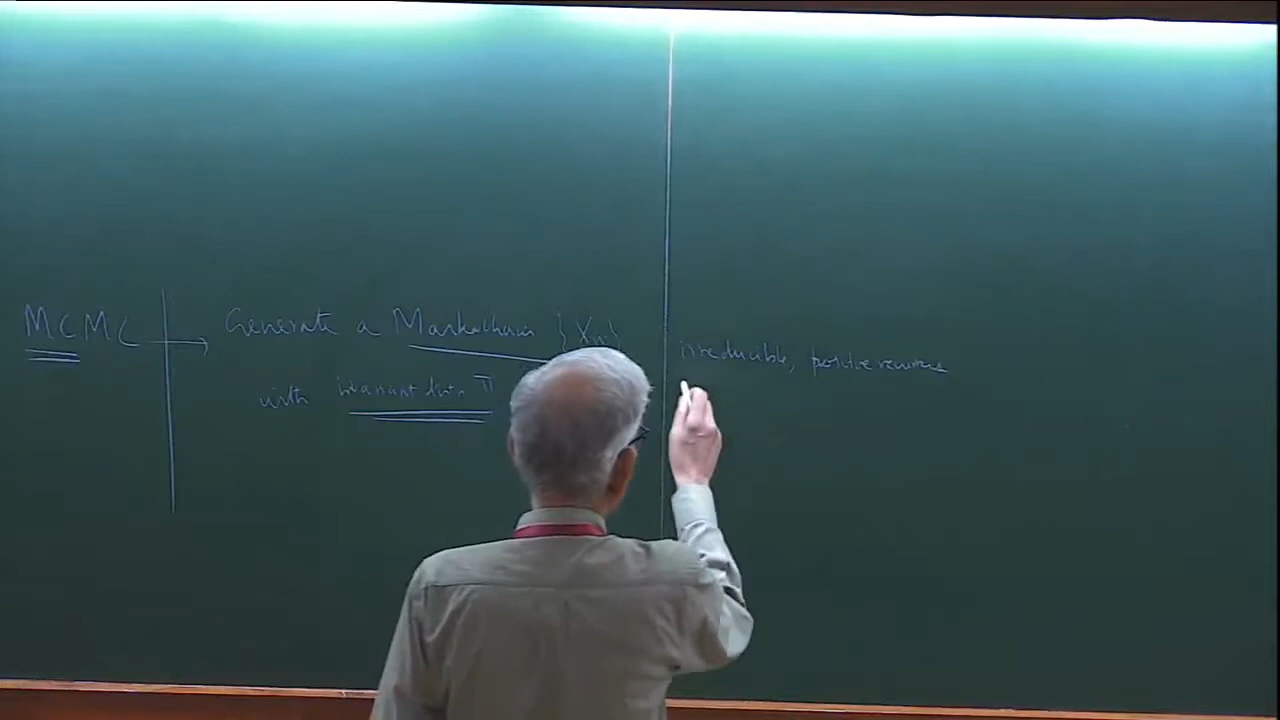 MCMC → Generate a Markov chain {Xn} irreducible, positive recurrence
with invariant distn π